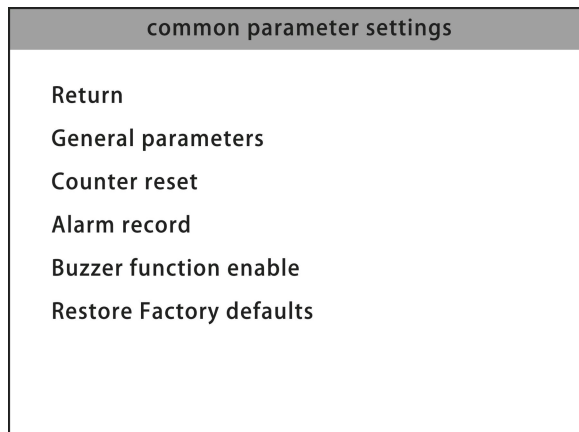 common parameter settings
Return
General parameters
Counter reset
Alarm record
Buzzer function enable
Restore Factory defaults